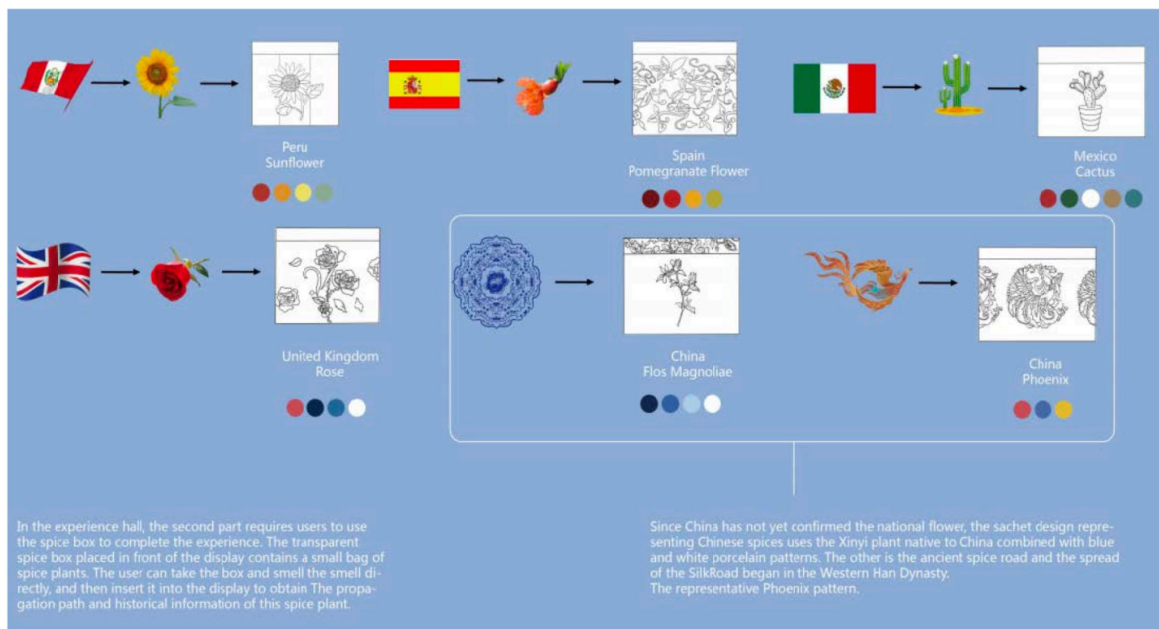 Peru
Sunflower
Spain
Pomegranate Flower
Mexico
Cactus
United Kingdom
Rose
China
Flos Magnoliae
China
Phoenix
In the experience hall, the second part requires users to use
the spice box to complete the experience. The transparent
spice box placed in front of the display contains a small bag of
spice plants. The user can take the box and smell the smell di-
rectly, and then insert it into the display to obtain The propa-
gation path and historical information of this spice plant.
Since China has not yet confirmed the national flower, the sachet design repre-
senting Chinese spices uses the Xinyi plant native to China combined with blue
and white porcelain patterns. The other is the ancient spice road and the spread
of the SilkRoad began in the Western Han Dynasty.
The representative Phoenix pattern.